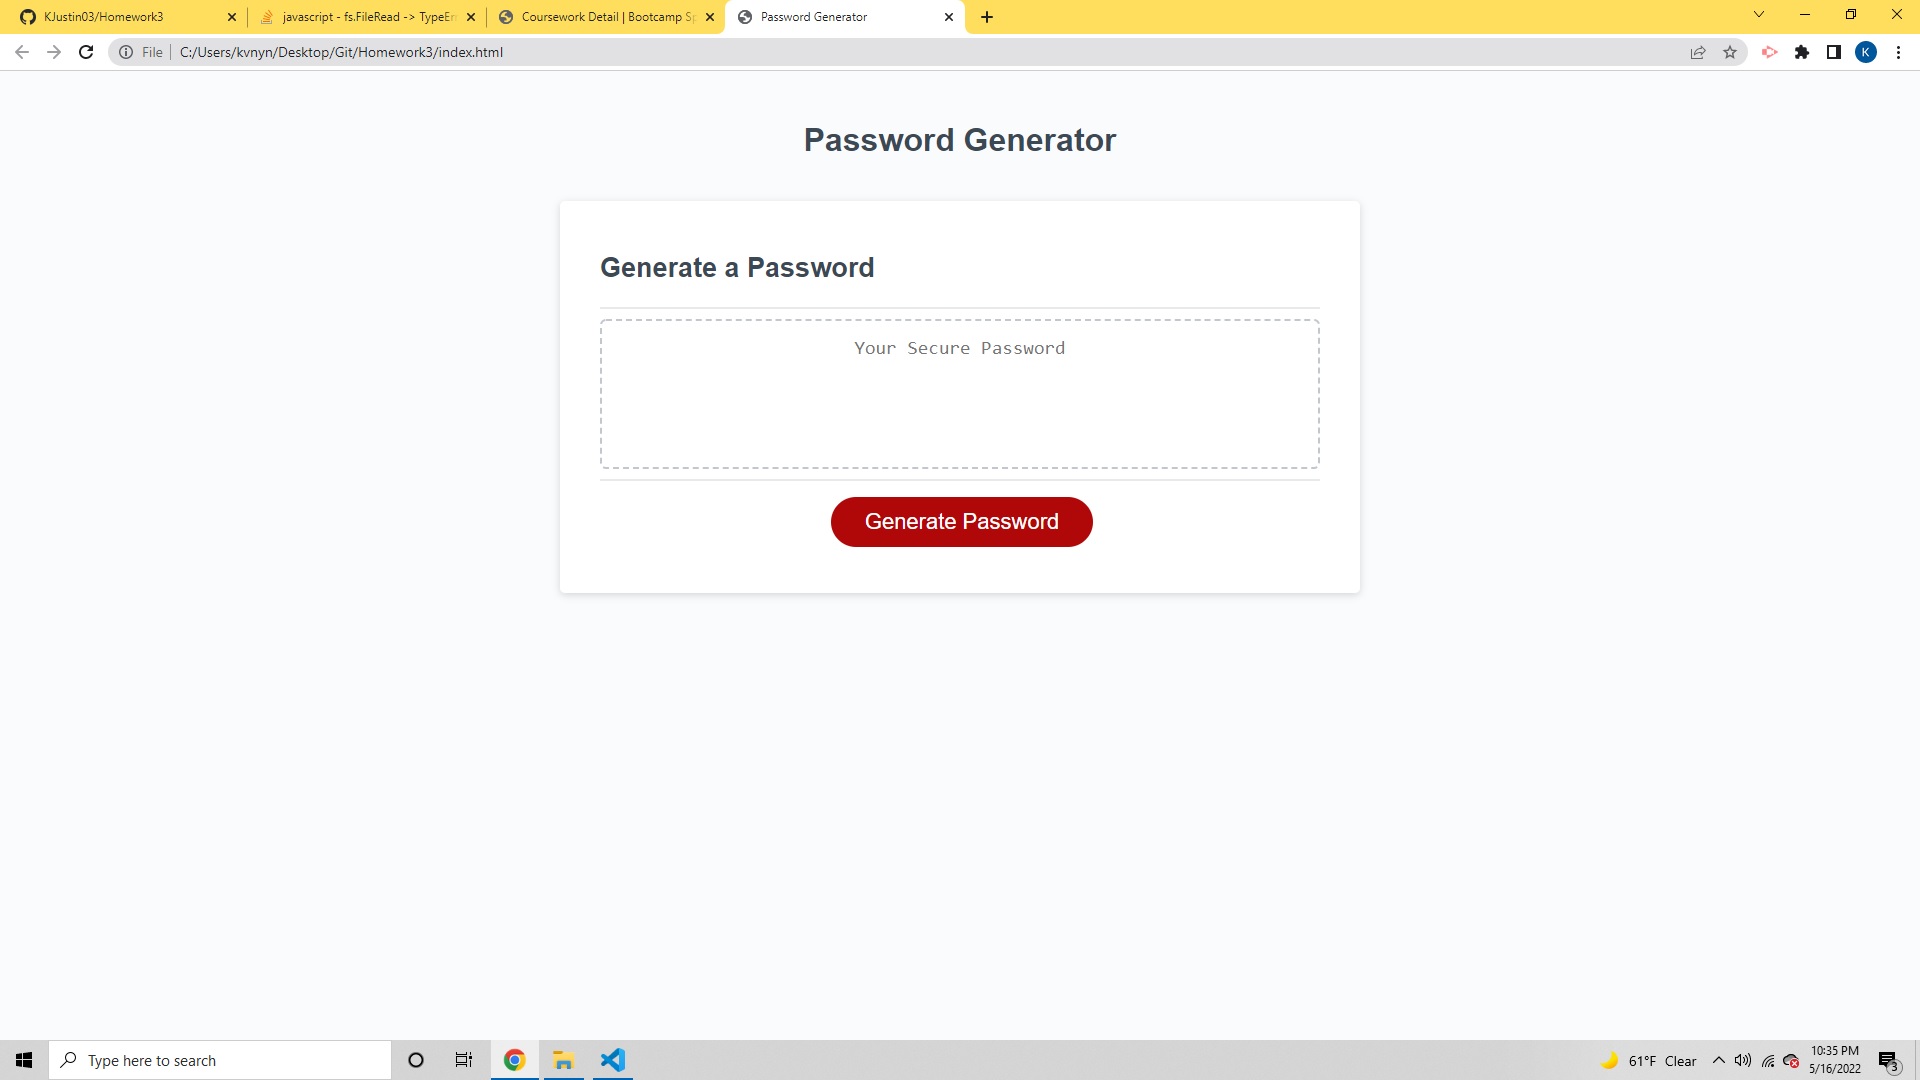 KJustin03/Homework3
javascript - fs.FileRead -> TypeEr
Coursework Detail | Bootcamp Sp
Password Generator
File
C:/Users/kvnyn/Desktop/Git/Homework3/index.html
K
Password Generator
Generate a Password
Your Secure Password
Generate Password
Type here to search
61°F Clear
10:35 PM
5/16/2022
3